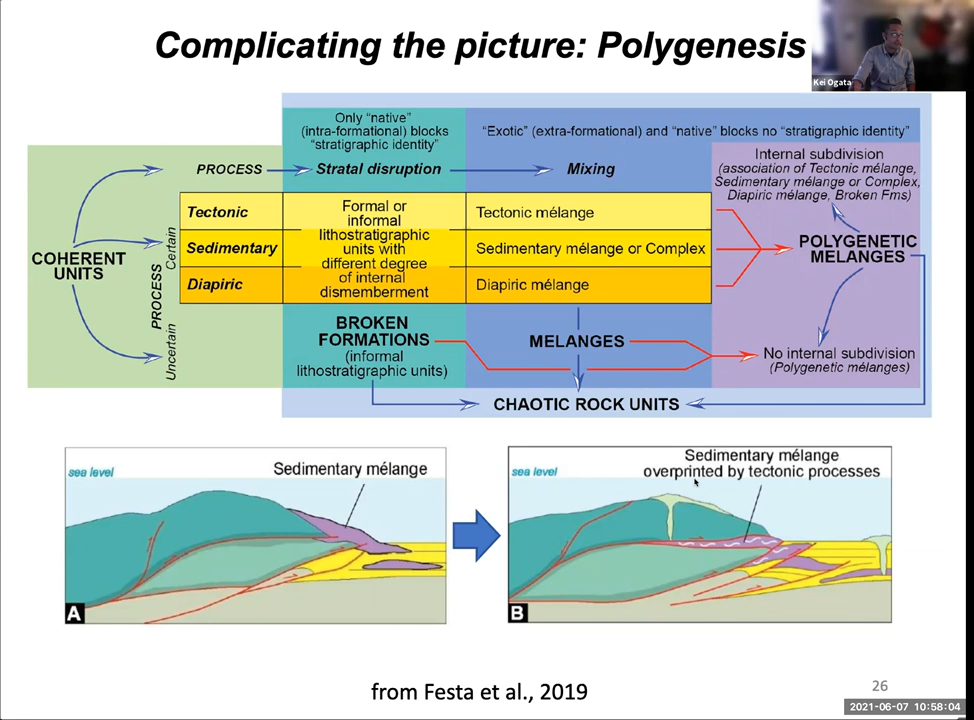 Complicating the picture: Polygenesis
Kei Ogata
Only "native"
(intra-formational) blocks
"stratigraphic identity"
"Exotic" (extra-formational) and "native" blocks no "stratigraphic identity"
PROCESS
Stratal disruption
Mixing
Internal subdivision
(association of Tectonic mélange,
Sedimentary mélange or Complex,
Diapiric mélange, Broken Fms)
COHERENT
UNITS
PROCESS
Certain
Uncertain
Tectonic
Sedimentary
Diapiric
Formal or
informal
lithostratigraphic
units with
different degree
of internal
dismemberment
Tectonic mélange
Sedimentary mélange or Complex
Diapiric mélange
POLYGENETIC
MELANGES
BROKEN
FORMATIONS
(informal
lithostratigraphic units)
MELANGES
No internal subdivision
(Polygenetic mélanges)
CHAOTIC ROCK UNITS
sea level
Sedimentary mélange
A
sea level
Sedimentary mélange
overprinted by tectonic processes
B
from Festa et al., 2019
26
2021-06-07 10:58:04